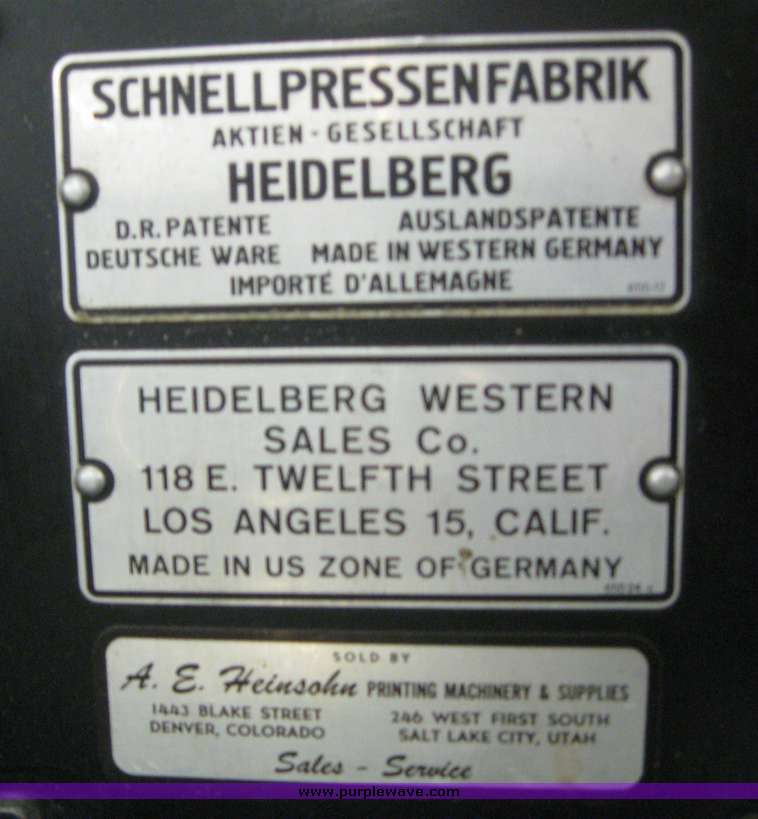 SCHNELLPRESSENFABRIK
AKTIEN-GESELLSCHAFT
HEIDELBERG
D.R. PATENTE AUSLANDSPATENTE
DEUTSCHE WARE MADE IN WESTERN GERMANY
IMPORTÉ D'ALLEMAGNE
HEIDELBERG WESTERN
SALES Co.
118 E. TWELFTH STREET
LOS ANGELES 15, CALIF.
MADE IN US ZONE OF GERMANY
SOLD BY
A. E. Heinsohn PRINTING MACHINERY & SUPPLIES
1443 BLAKE STREET 246 WEST FIRST SOUTH
DENVER, COLORADO SALT LAKE CITY, UTAH
Sales - Service
www.purplewave.com